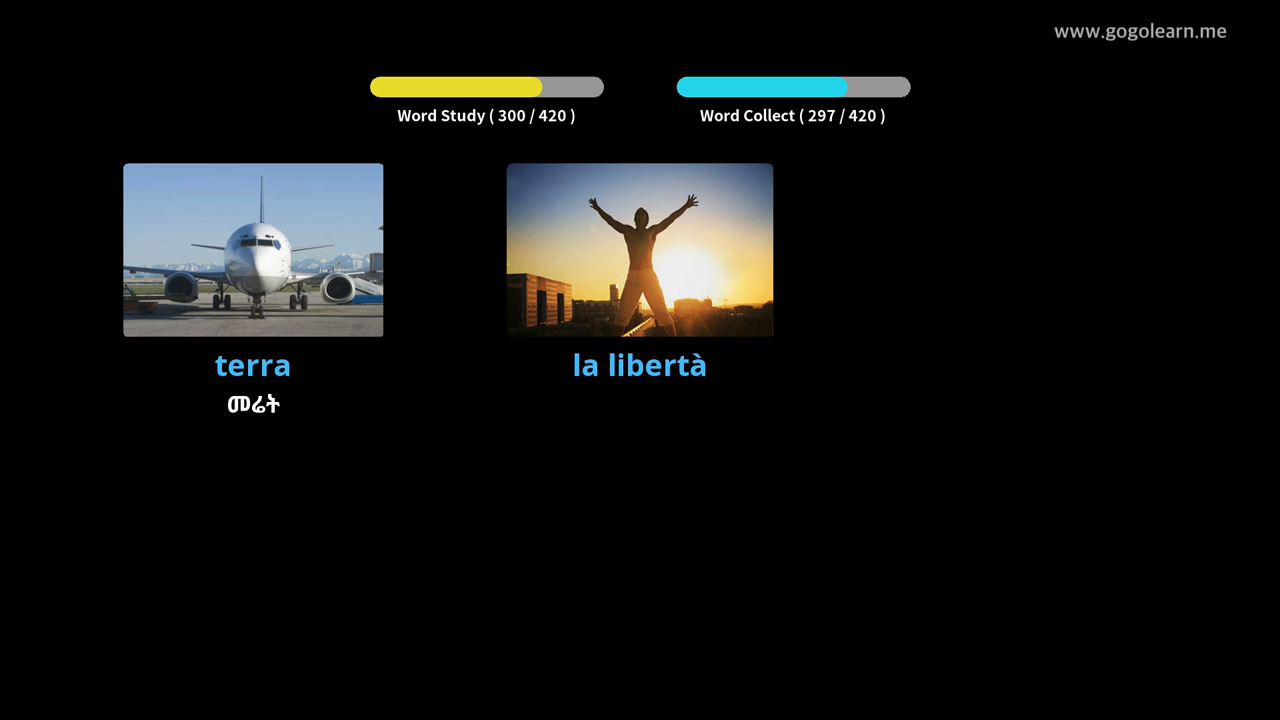 www.gogolearn.me
Word Study ( 300 / 420 )
Word Collect ( 297 / 420 )
terra
la libertà
መሬት